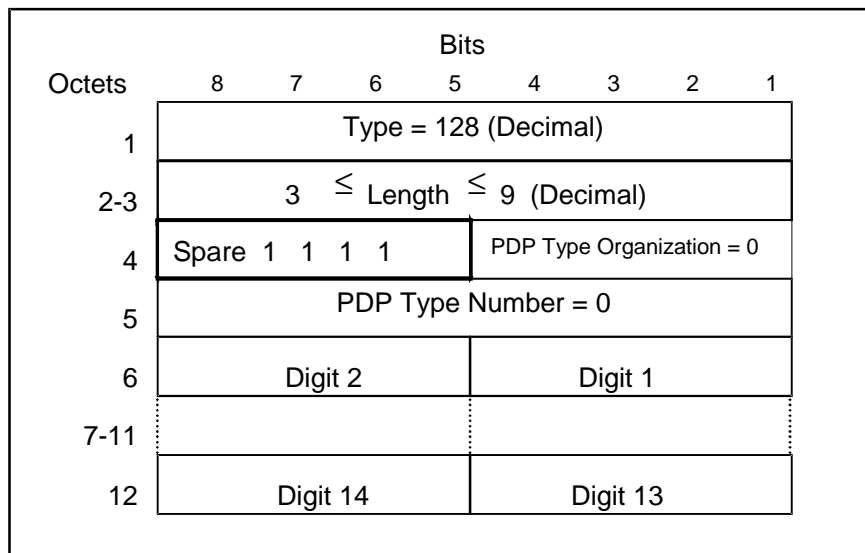 Bits
Octets 8 7 6 5 4 3 2 1
1 Type = 128 (Decimal)
2-3 3 ≤ Length ≤ 9 (Decimal)
4 Spare 1 1 1 1 PDP Type Organization = 0
5 PDP Type Number = 0
6 Digit 2 Digit 1
7-11
12 Digit 14 Digit 13